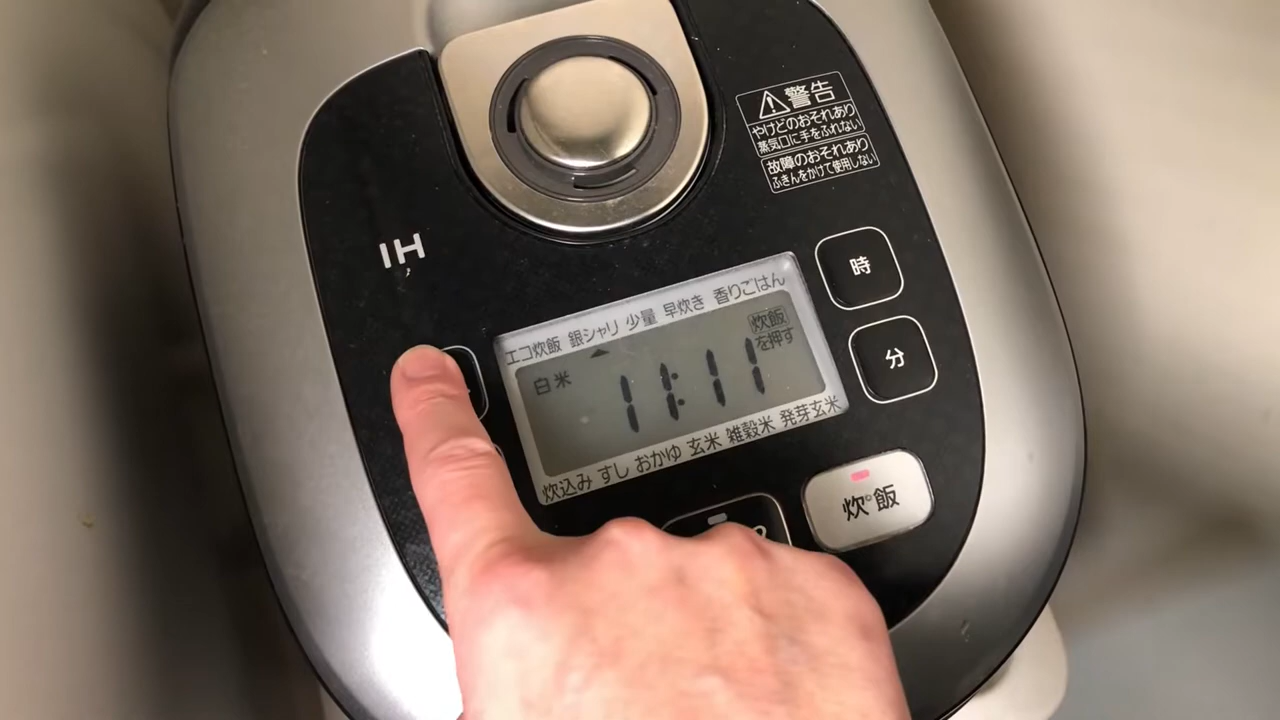 警告
やけどのおそれあり
蒸気口に手をふれない
故障のおそれあり
ふきんをかけて使用しない
IH
時
エコ炊飯 銀シャリ 少量 早炊き 香りごはん
炊飯
を押す
白米
11:11
分
炊込み すし おかゆ 玄米 雑穀米 発芽玄米
炊飯